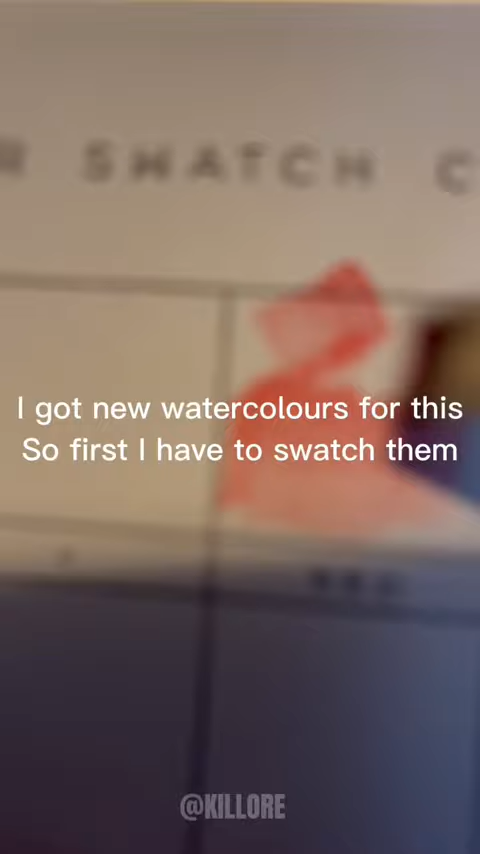 R SWATCH C
I got new watercolours for this
So first I have to swatch them
@KILLORE